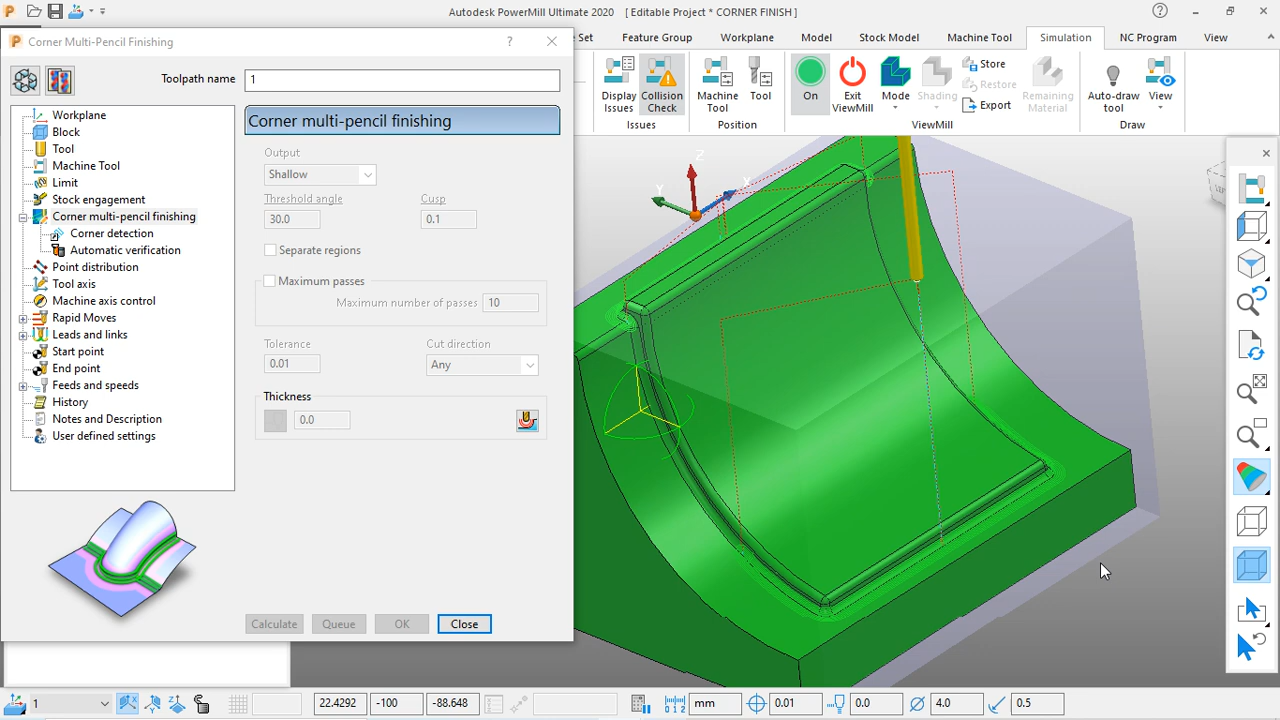 Autodesk PowerMill Ultimate 2020 [ Editable Project * CORNER FINISH ]
Corner Multi-Pencil Finishing
?
Set
Feature Group
Workplane
Model
Stock Model
Machine Tool
Simulation
NC Program
View
Toolpath name
1
Display Issues
Collision Check
Machine Tool
Tool
On
Exit ViewMill
Mode
Shading
Store
Restore
Export
Remaining Material
Auto-draw tool
View
Issues
Position
ViewMill
Draw
Workplane
Block
Tool
Machine Tool
Limit
Stock engagement
Corner multi-pencil finishing
Corner detection
Automatic verification
Point distribution
Tool axis
Machine axis control
Rapid Moves
Leads and links
Start point
End point
Feeds and speeds
History
Notes and Description
User defined settings
Corner multi-pencil finishing
Output
Shallow
Threshold angle
Cusp
30.0
0.1
Separate regions
Maximum passes
Maximum number of passes
10
Tolerance
Cut direction
0.01
Any
Thickness
0.0
Calculate
Queue
OK
Close
Z
Y
X
1
22.4292
-100
-88.648
mm
0.01
0.0
4.0
0.5